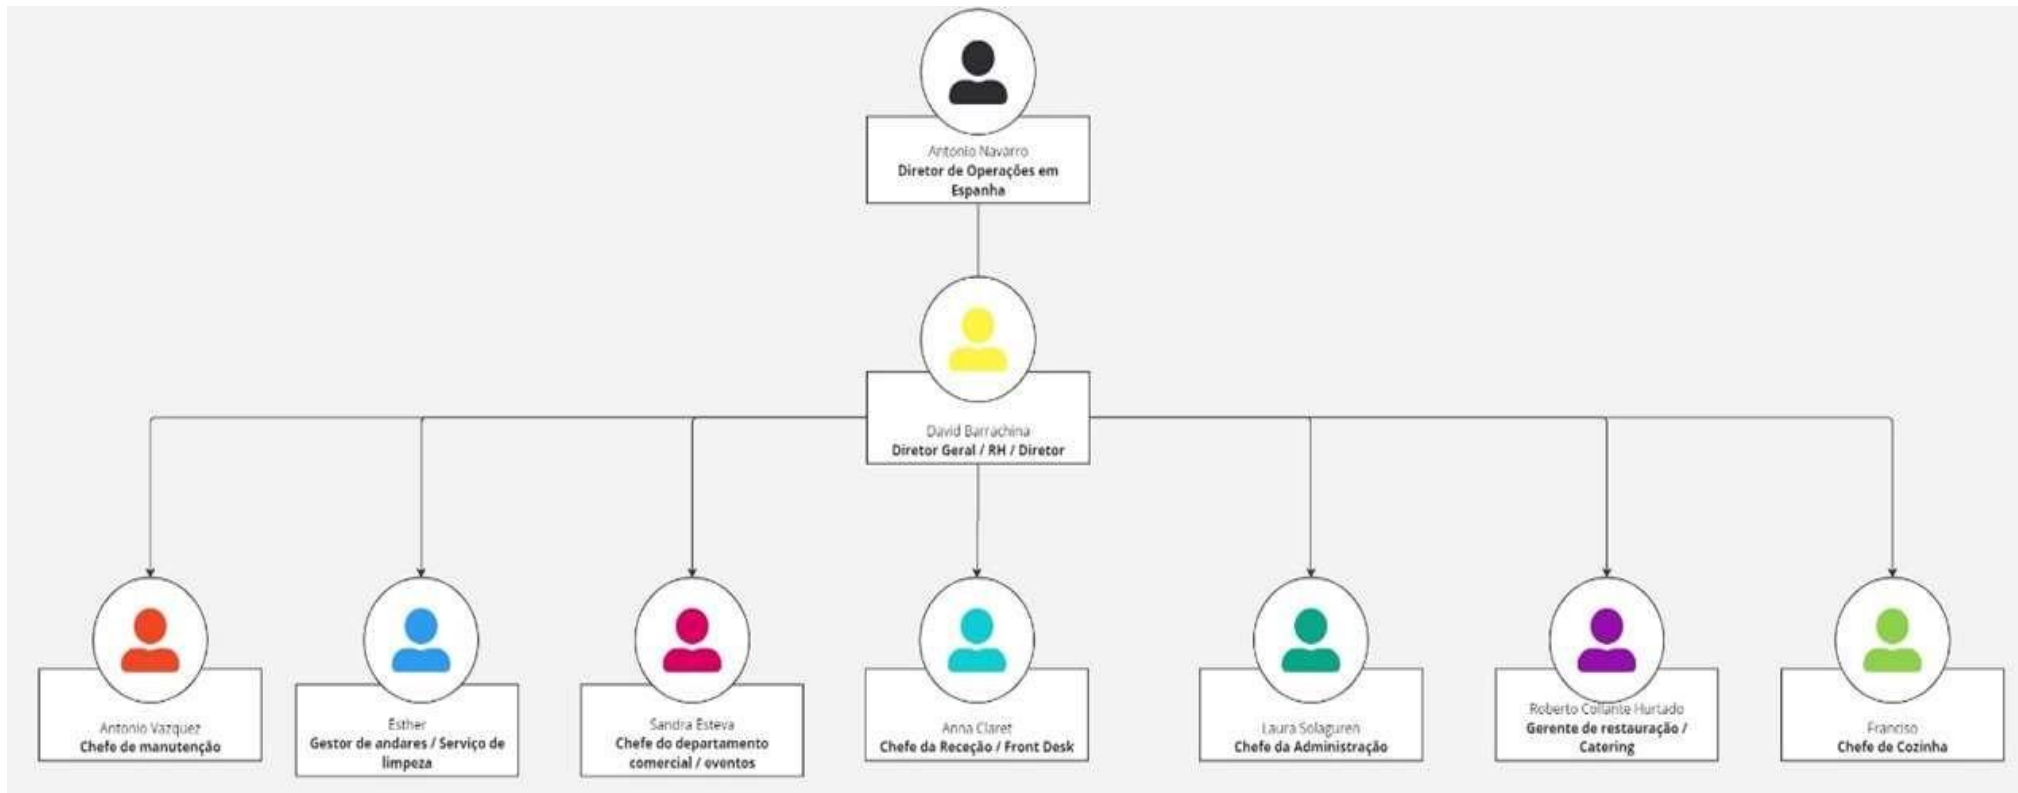 Antonio Navarro
Diretor de Operações em
Espanha
David Barrachina
Diretor Geral / RH / Diretor
Antonio Vazquez
Chefe de manutenção
Esther
Gestor de andares / Serviço de
limpeza
Sandra Esteva
Chefe do departamento
comercial / eventos
Anna Claret
Chefe da Receção / Front Desk
Laura Solaguren
Chefe da Administração
Roberto Collante Hurtado
Gerente de restauração /
Catering
Franciso
Chefe de Cozinha